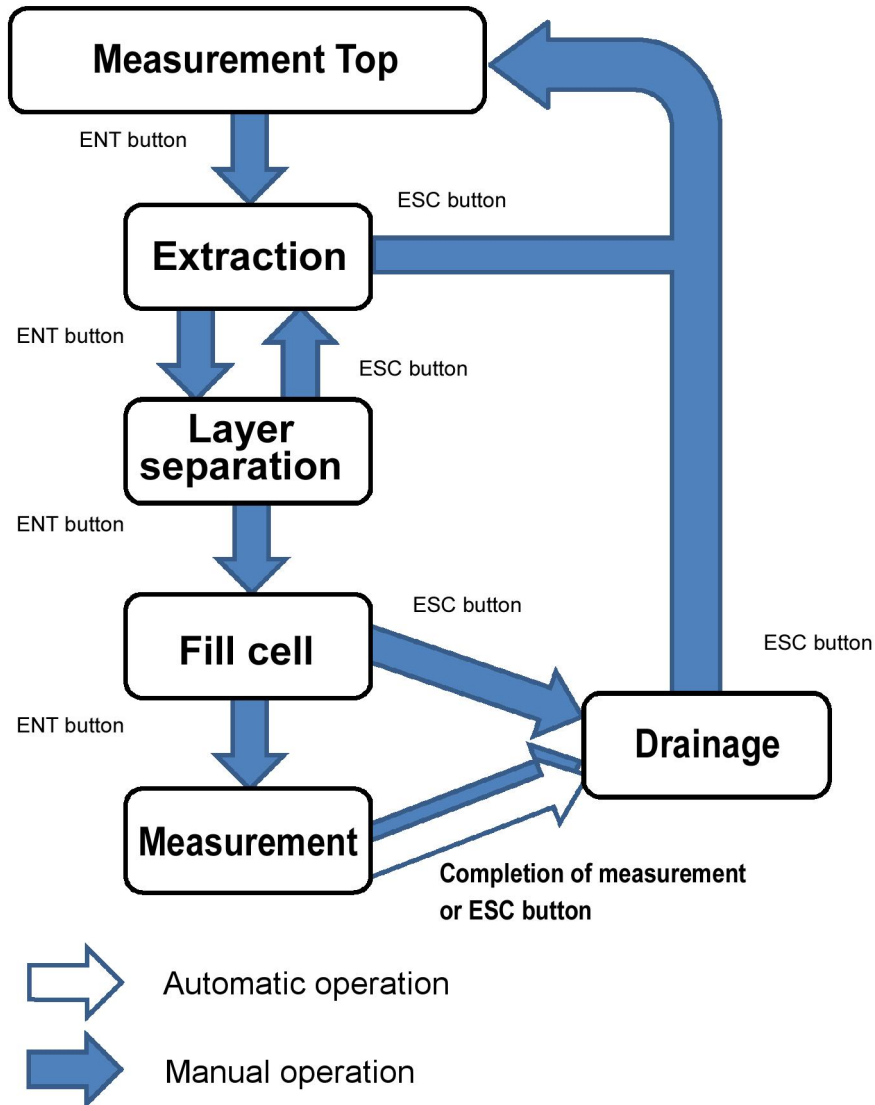 Measurement Top
ENT button
ESC button
Extraction
ENT button
ESC button
Layer
separation
ENT button
ESC button
Fill cell
ESC button
ENT button
Drainage
Measurement
Completion of measurement
or ESC button
Automatic operation
Manual operation